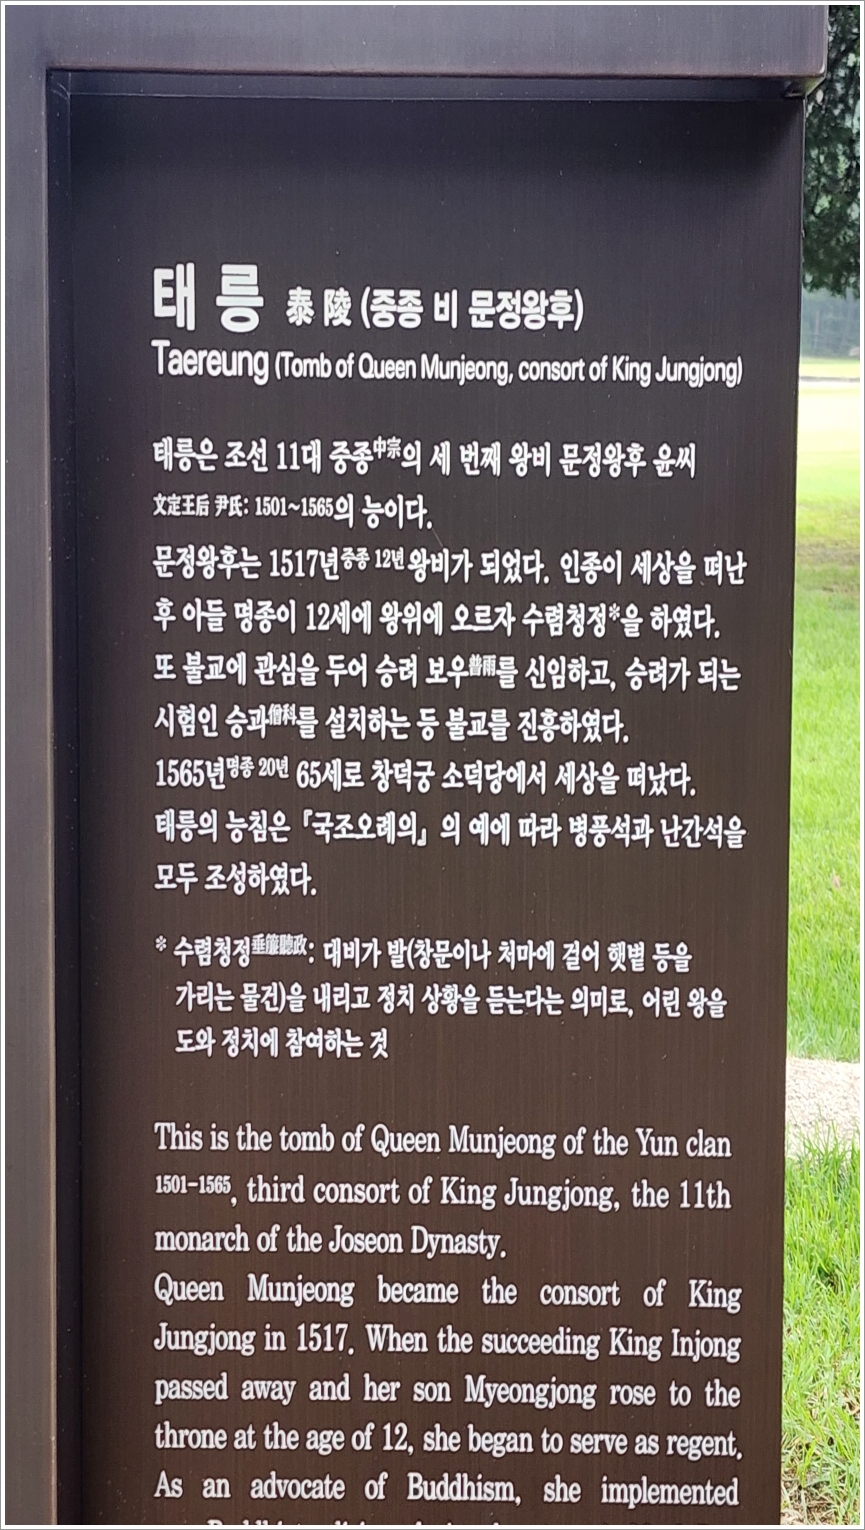 태릉 泰陵 (중종 비 문정왕후)
Taereung (Tomb of Queen Munjeong, consort of King Jungjong)
태릉은 조선 11대 중종中宗의 세 번째 왕비 문정왕후 윤씨
文定王后 尹氏: 1501~1565의 능이다.
문정왕후는 1517년중종 12년 왕비가 되었다. 인종이 세상을 떠난
후 아들 명종이 12세에 왕위에 오르자 수렴청정*을 하였다.
또 불교에 관심을 두어 승려 보우普雨를 신임하고, 승려가 되는
시험인 승과僧科를 설치하는 등 불교를 진흥하였다.
1565년명종 20년 65세로 창덕궁 소덕당에서 세상을 떠났다.
태릉의 능침은 『국조오례의』의 예에 따라 병풍석과 난간석을
모두 조성하였다.
* 수렴청정垂簾聽政: 대비가 발(창문이나 처마에 걸어 햇볕 등을
가리는 물건)을 내리고 정치 상황을 듣는다는 의미로, 어린 왕을
도와 정치에 참여하는 것
This is the tomb of Queen Munjeong of the Yun clan
1501-1565, third consort of King Jungjong, the 11th
monarch of the Joseon Dynasty.
Queen Munjeong became the consort of King
Jungjong in 1517. When the succeeding King Injong
passed away and her son Myeongjong rose to the
throne at the age of 12, she began to serve as regent.
As an advocate of Buddhism, she implemented